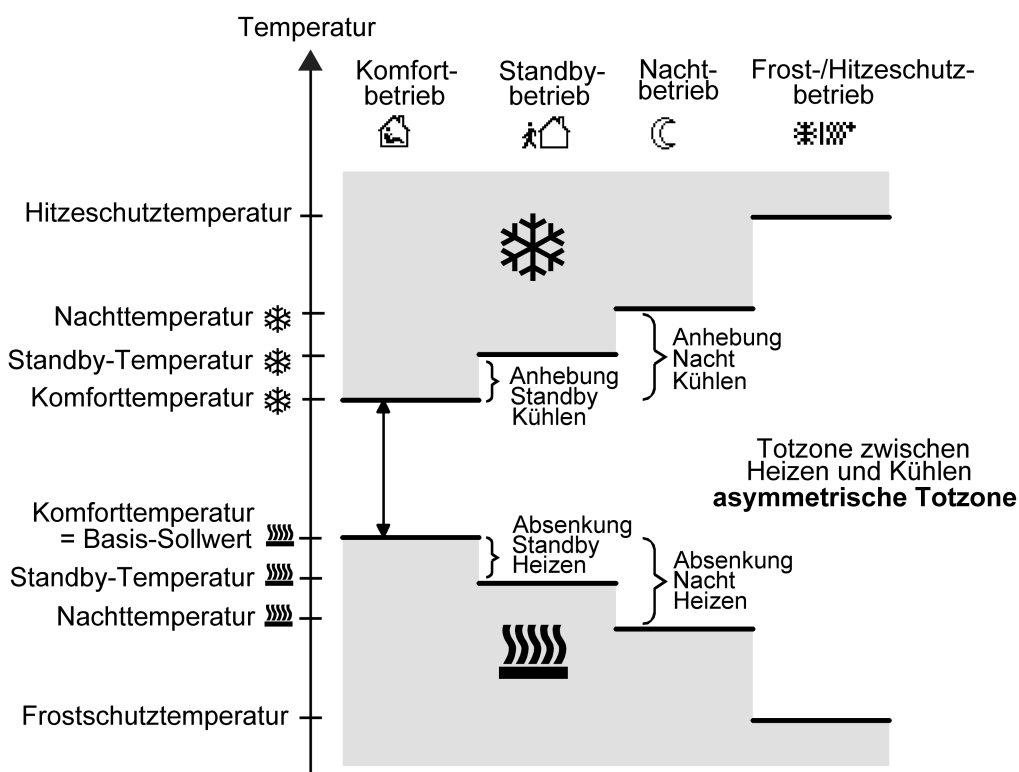 Temperatur
Komfort-
betrieb
Standby-
betrieb
Nacht-
betrieb
Frost-/Hitzeschutz-
betrieb
Hitzeschutztemperatur
Nachttemperatur
Standby-Temperatur
Komforttemperatur
Anhebung
Standby
Kühlen
Anhebung
Nacht
Kühlen
Totzone zwischen
Heizen und Kühlen
asymmetrische Totzone
Komforttemperatur
= Basis-Sollwert
Standby-Temperatur
Nachttemperatur
Absenkung
Standby
Heizen
Absenkung
Nacht
Heizen
Frostschutztemperatur